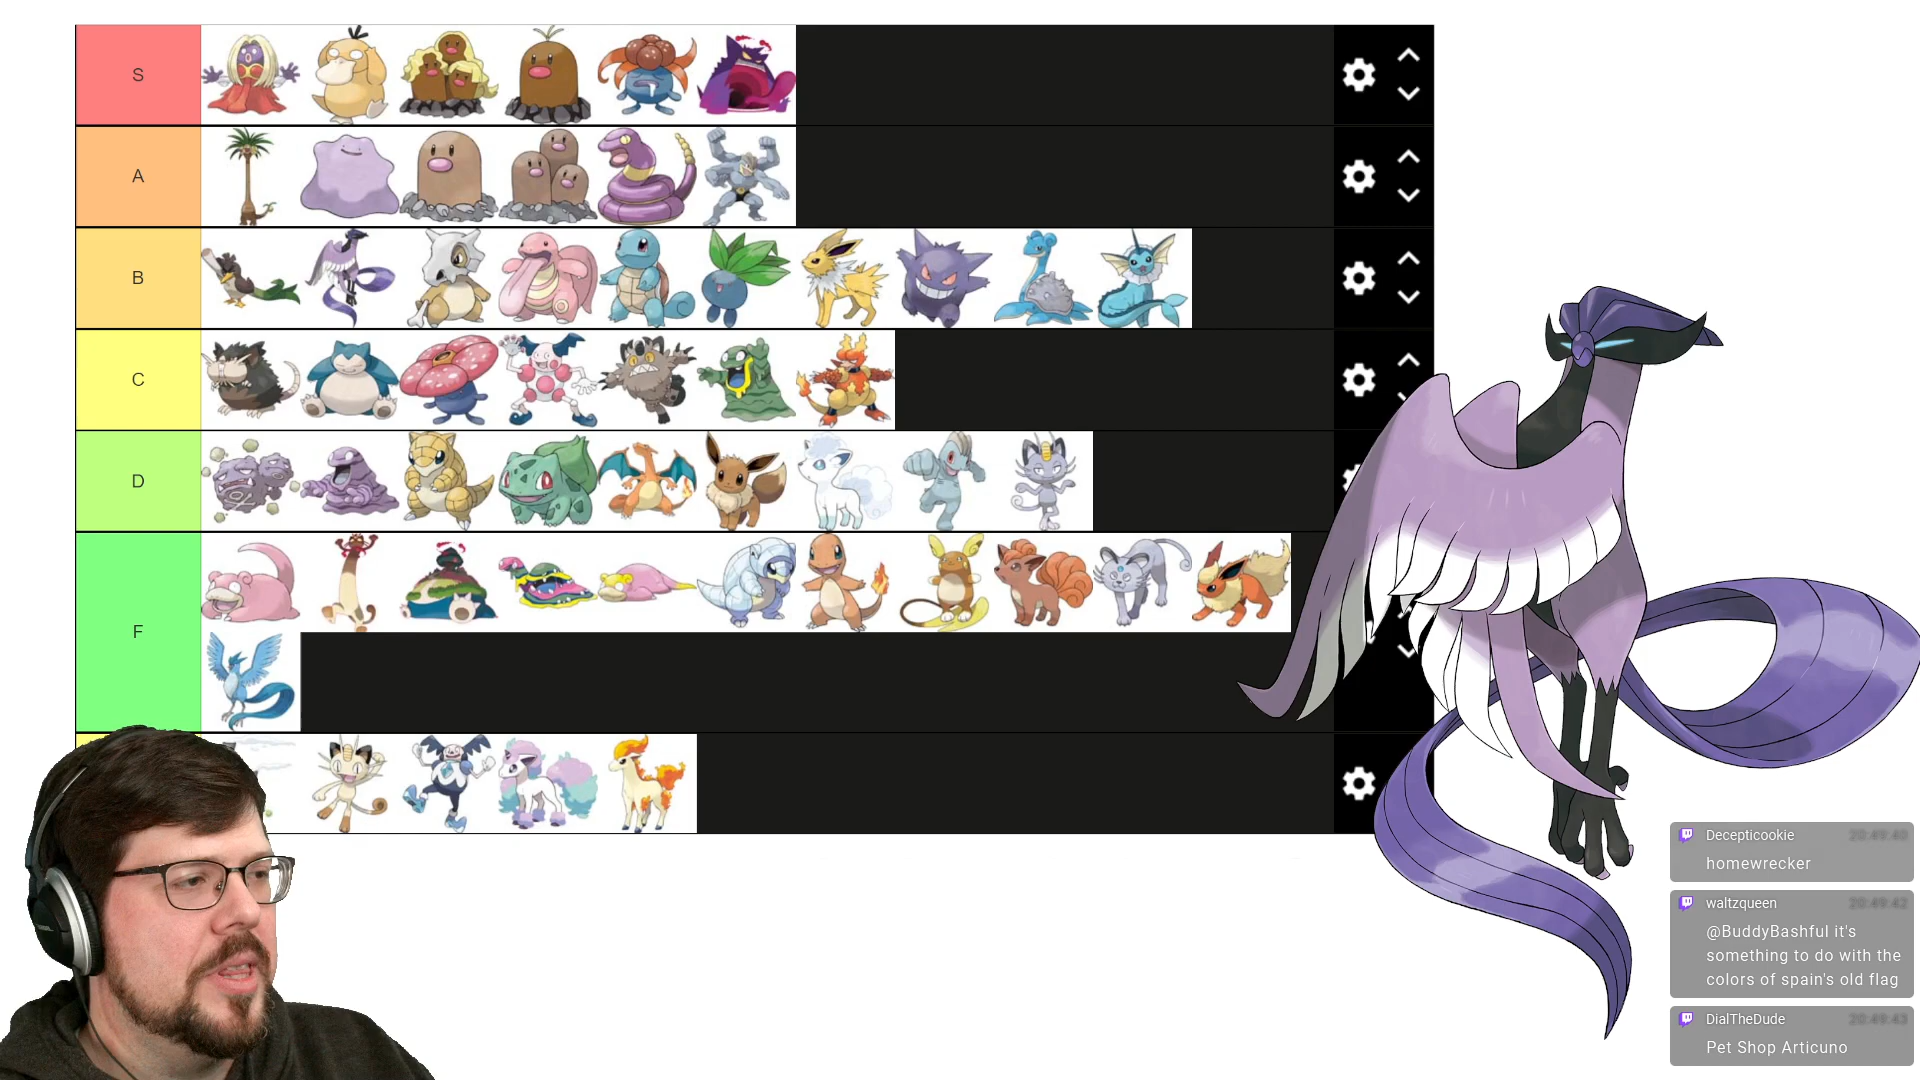 S
A
B
C
D
F
Decepticookie
homewrecker
waltzqueen
@BuddyBashful it's
something to do with the
colors of spain's old flag
DialTheDude
Pet Shop Articuno